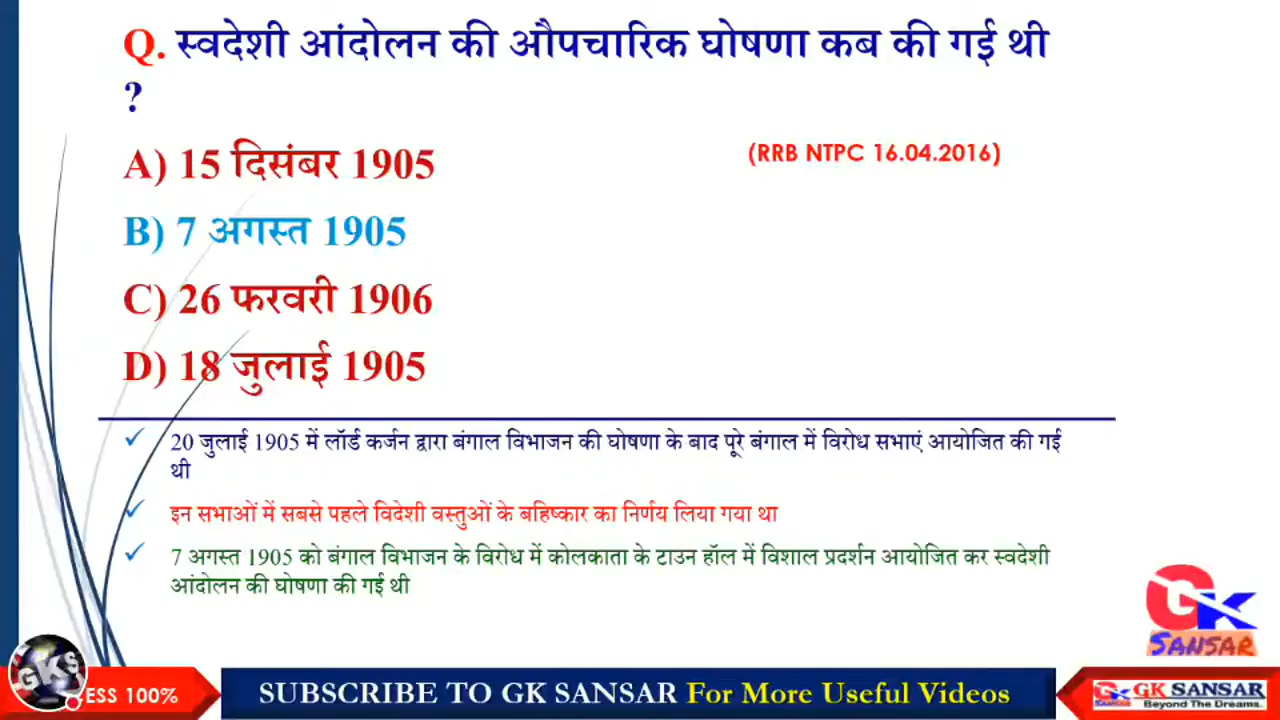 Q. स्वदेशी आंदोलन की औपचारिक घोषणा कब की गई थी
?
A) 15 दिसंबर 1905
(RRB NTPC 16.04.2016)
B) 7 अगस्त 1905
C) 26 फरवरी 1906
D) 18 जुलाई 1905
20 जुलाई 1905 में लॉर्ड कर्जन द्वारा बंगाल विभाजन की घोषणा के बाद पूरे बंगाल में विरोध सभाएं आयोजित की गई
थी
इन सभाओं में सबसे पहले विदेशी वस्तुओं के बहिष्कार का निर्णय लिया गया था
7 अगस्त 1905 को बंगाल विभाजन के विरोध में कोलकाता के टाउन हॉल में विशाल प्रदर्शन आयोजित कर स्वदेशी
आंदोलन की घोषणा की गई थी
GK
SANSAR
GKS
ESS 100%
SUBSCRIBE TO GK SANSAR For More Useful Videos
GK SANSAR
GK SANSAR
Beyond The Dreams.